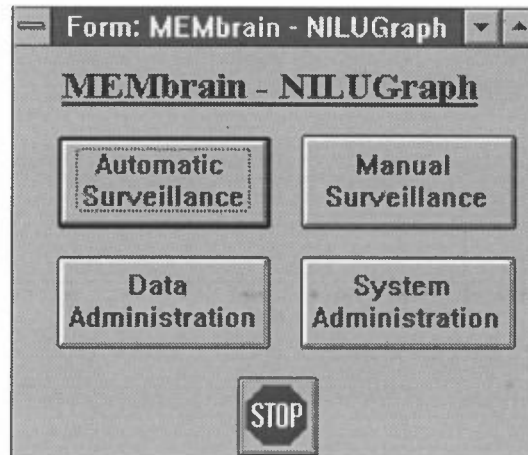 Form: MEMbrain - NILUGraph
MEMbrain - NILUGraph
Automatic
Surveillance
Manual
Surveillance
Data
Administration
System
Administration
STOP